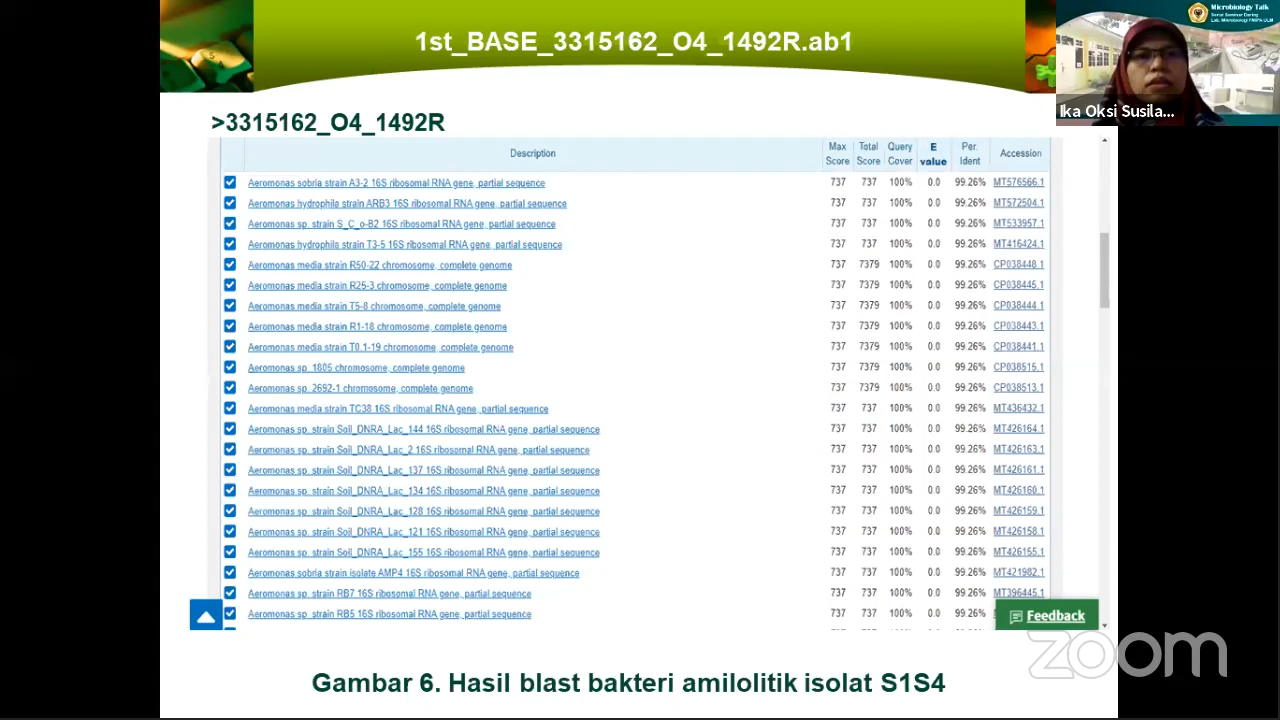 1st_BASE_3315162_O4_1492R.ab1
Microbiology Talk
Serial Seminar Daring
Lab. Microbiologi FMIPA ULM
Ika Oksi Susila...
>3315162_O4_1492R
Description Max Score Total Score Query Cover E value Per. Ident Accession
Aeromonas sobria strain A3-2 16S ribosomal RNA gene, partial sequence 737 737 100% 0.0 99.26% MT576566.1
Aeromonas hydrophila strain ARB3 16S ribosomal RNA gene, partial sequence 737 737 100% 0.0 99.26% MT572504.1
Aeromonas sp. strain S_C_o-B2 16S ribosomal RNA gene, partial sequence 737 737 100% 0.0 99.26% MT533957.1
Aeromonas hydrophila strain T3-5 16S ribosomal RNA gene, partial sequence 737 737 100% 0.0 99.26% MT416424.1
Aeromonas media strain R50-22 chromosome, complete genome 737 7379 100% 0.0 99.26% CP038448.1
Aeromonas media strain R25-3 chromosome, complete genome 737 7379 100% 0.0 99.26% CP038445.1
Aeromonas media strain T5-8 chromosome, complete genome 737 7379 100% 0.0 99.26% CP038444.1
Aeromonas media strain R1-18 chromosome, complete genome 737 7379 100% 0.0 99.26% CP038443.1
Aeromonas media strain T0.1-19 chromosome, complete genome 737 7379 100% 0.0 99.26% CP038441.1
Aeromonas sp. 1805 chromosome, complete genome 737 7379 100% 0.0 99.26% CP038515.1
Aeromonas sp. 2692-1 chromosome, complete genome 737 7379 100% 0.0 99.26% CP038513.1
Aeromonas media strain TC38 16S ribosomal RNA gene, partial sequence 737 737 100% 0.0 99.26% MT436432.1
Aeromonas sp. strain Soil_DNRA_Lac_144 16S ribosomal RNA gene, partial sequence 737 737 100% 0.0 99.26% MT426164.1
Aeromonas sp. strain Soil_DNRA_Lac_2 16S ribosomal RNA gene, partial sequence 737 737 100% 0.0 99.26% MT426163.1
Aeromonas sp. strain Soil_DNRA_Lac_137 16S ribosomal RNA gene, partial sequence 737 737 100% 0.0 99.26% MT426161.1
Aeromonas sp. strain Soil_DNRA_Lac_134 16S ribosomal RNA gene, partial sequence 737 737 100% 0.0 99.26% MT426160.1
Aeromonas sp. strain Soil_DNRA_Lac_128 16S ribosomal RNA gene, partial sequence 737 737 100% 0.0 99.26% MT426159.1
Aeromonas sp. strain Soil_DNRA_Lac_121 16S ribosomal RNA gene, partial sequence 737 737 100% 0.0 99.26% MT426158.1
Aeromonas sp. strain Soil_DNRA_Lac_155 16S ribosomal RNA gene, partial sequence 737 737 100% 0.0 99.26% MT426155.1
Aeromonas sobria strain isolate AMP4 16S ribosomal RNA gene, partial sequence 737 737 100% 0.0 99.26% MT421982.1
Aeromonas sp. strain RB7 16S ribosomal RNA gene, partial sequence 737 737 100% 0.0 99.26% MT396445.1
Aeromonas sp. strain RB5 16S ribosomal RNA gene, partial sequence 737 737 100% 0.0 99.26%
Feedback
zoom
Gambar 6. Hasil blast bakteri amilolitik isolat S1S4